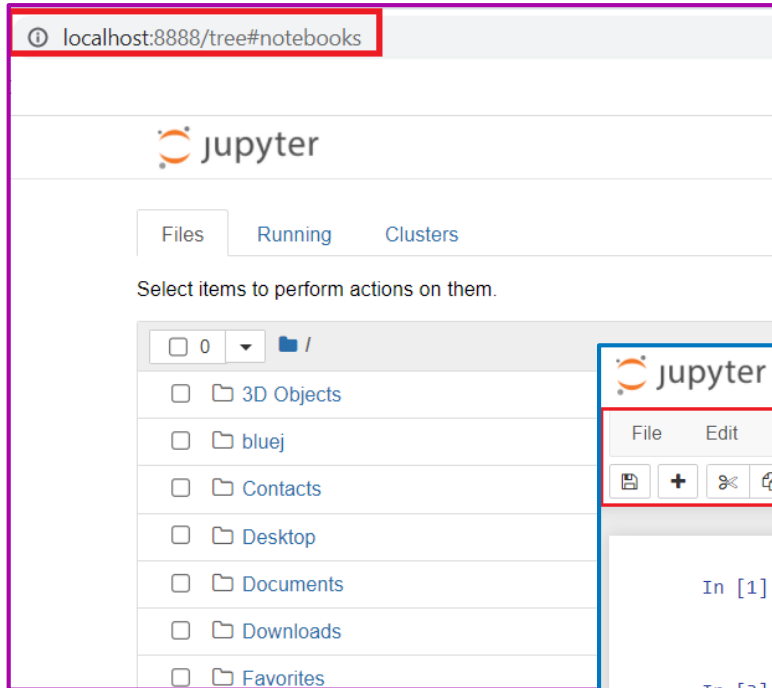 localhost:8888/tree#notebooks
jupyter
Files Running Clusters
Select items to perform actions on them.
0 /
3D Objects
bluej
Contacts
Desktop
Documents
Downloads
Favorites
jupyter
File Edit
In [1]